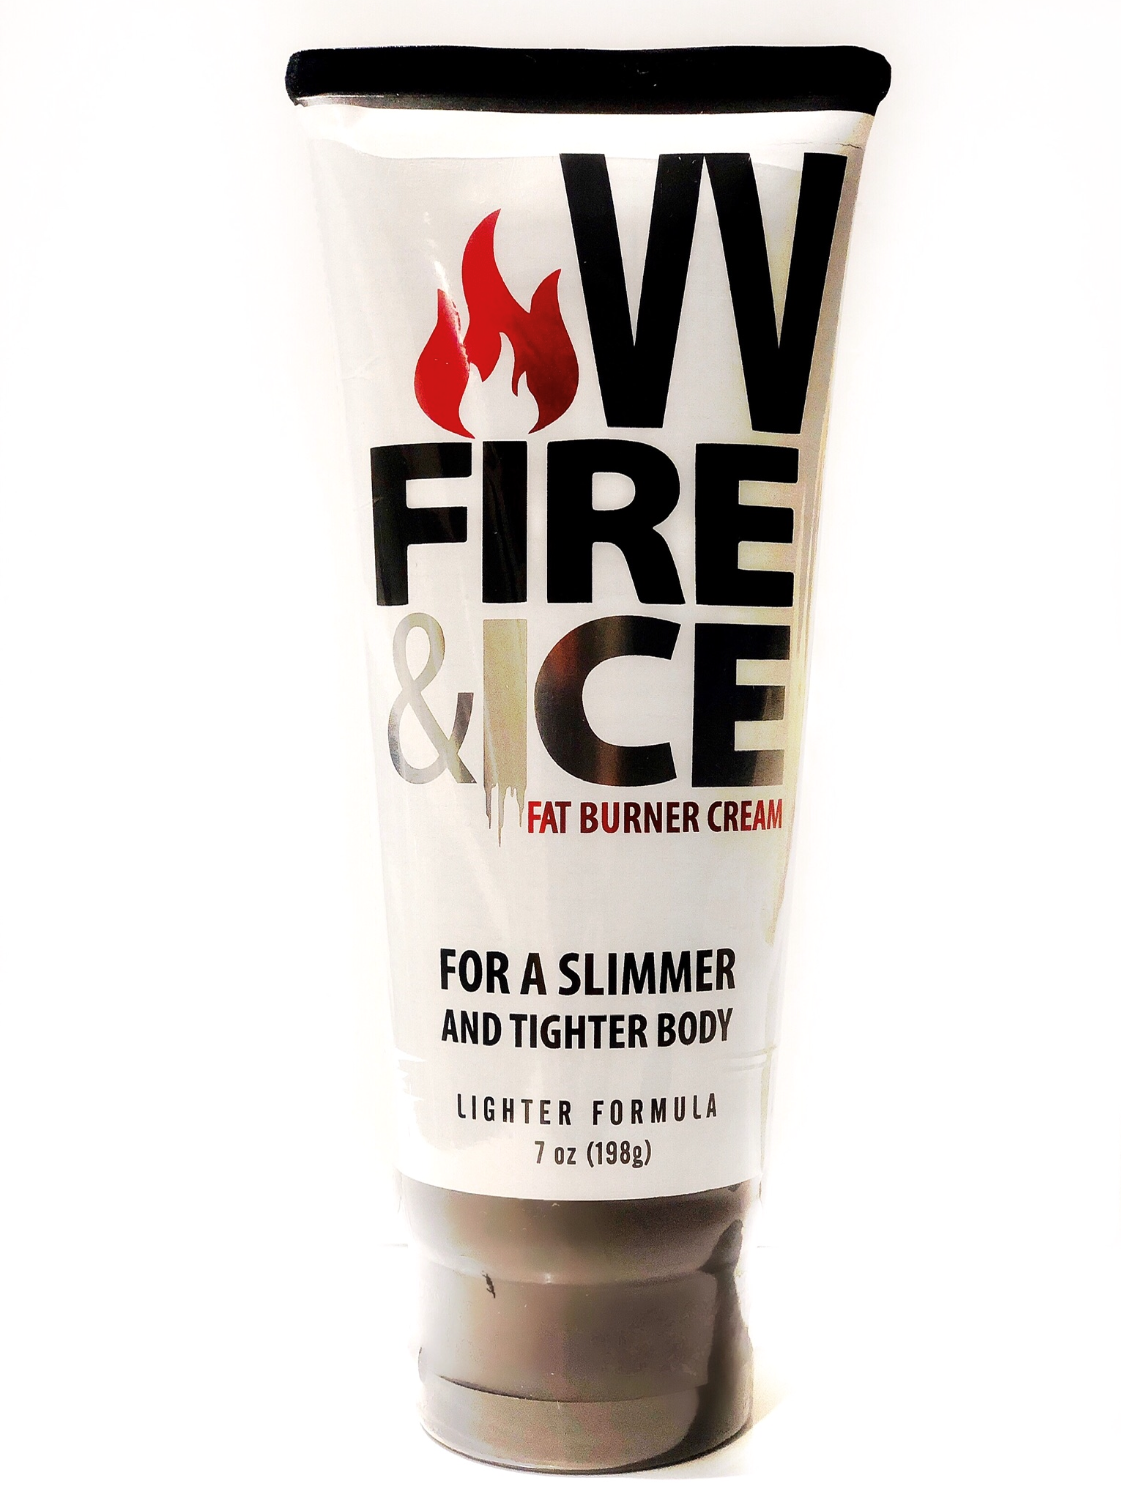 W
FIRE
&ICE
FAT BURNER CREAM
FOR A SLIMMER
AND TIGHTER BODY
LIGHTER FORMULA
7 oz (198g)